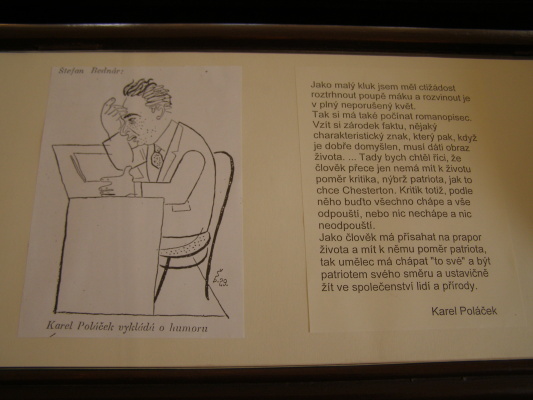 Štefan Bednár:
Karel Poláček vykládá o humoru
Jako malý kluk jsem měl ctižádost
roztrhnout poupě máku a rozvinout je
v plný neporušený květ.
Tak si má také počínat romanopisec.
Vzít si zárodek faktu, nějaký
charakteristický znak, který pak, když
je dobře domyšlen, musí dáti obraz
života. ... Tady bych chtěl říci, že
člověk přece jen nemá mít k životu
poměr kritika, nýbrž patriota, jak to
chce Chesterton. Kritik totiž, podle
něho buďto všechno chápe a vše
odpouští, nebo nic nechápe a nic
neodpouští.
Jako člověk má přísahat na prapor
života a mít k němu poměr patriota,
tak umělec má chápat "to své" a být
patriotem svého směru a ustavičně
žít ve společenství lidí a přírody.
Karel Poláček